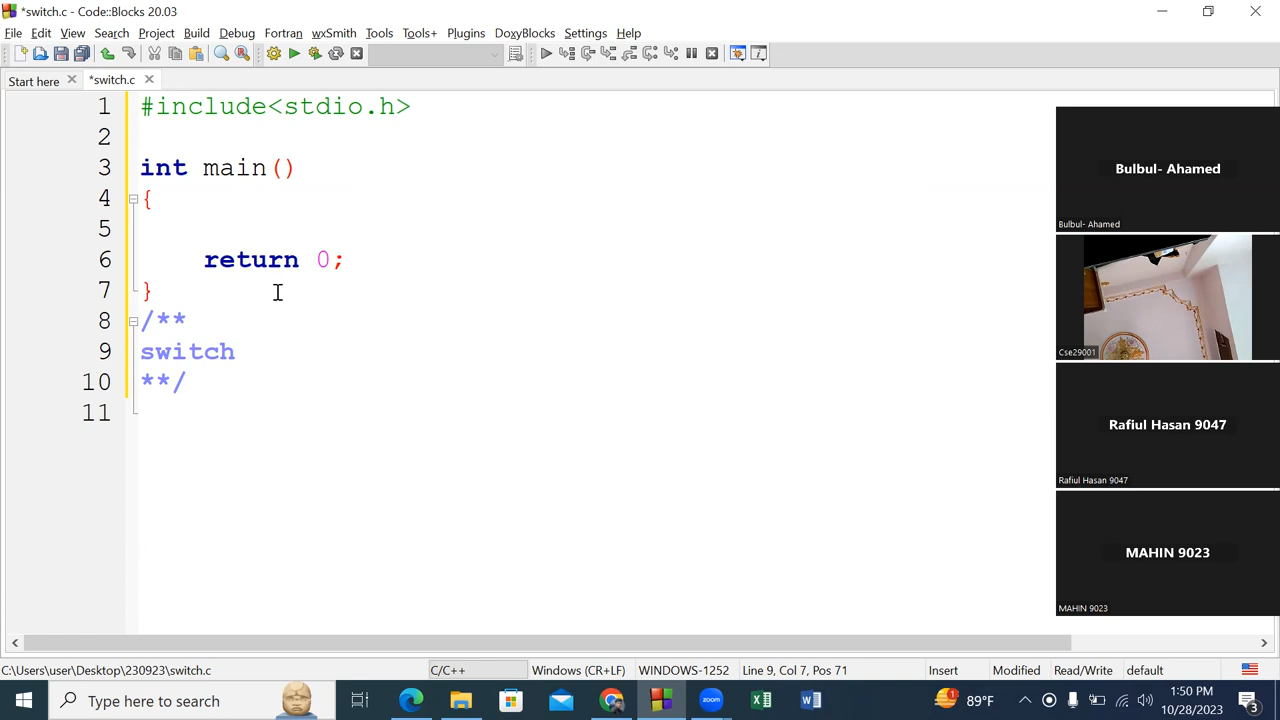 *switch.c - Code::Blocks 20.03
File Edit View Search Project Build Debug Fortran wxSmith Tools Tools+ Plugins DoxyBlocks Settings Help
Start here
*switch.c
1 #include<stdio.h>
2
3 int main()
4 {
5
6 return 0;
7 }
8 /**
9 switch
10 **/
11
Bulbul- Ahamed
Bulbul- Ahamed
Cse29001
Rafiul Hasan 9047
Rafiul Hasan 9047
MAHIN 9023
MAHIN 9023
C:\Users\user\Desktop\230923\switch.c C/C++ Windows (CR+LF) WINDOWS-1252 Line 9, Col 7, Pos 71 Insert Modified Read/Write default
Type here to search
1
89°F
1:50 PM
10/28/2023
3